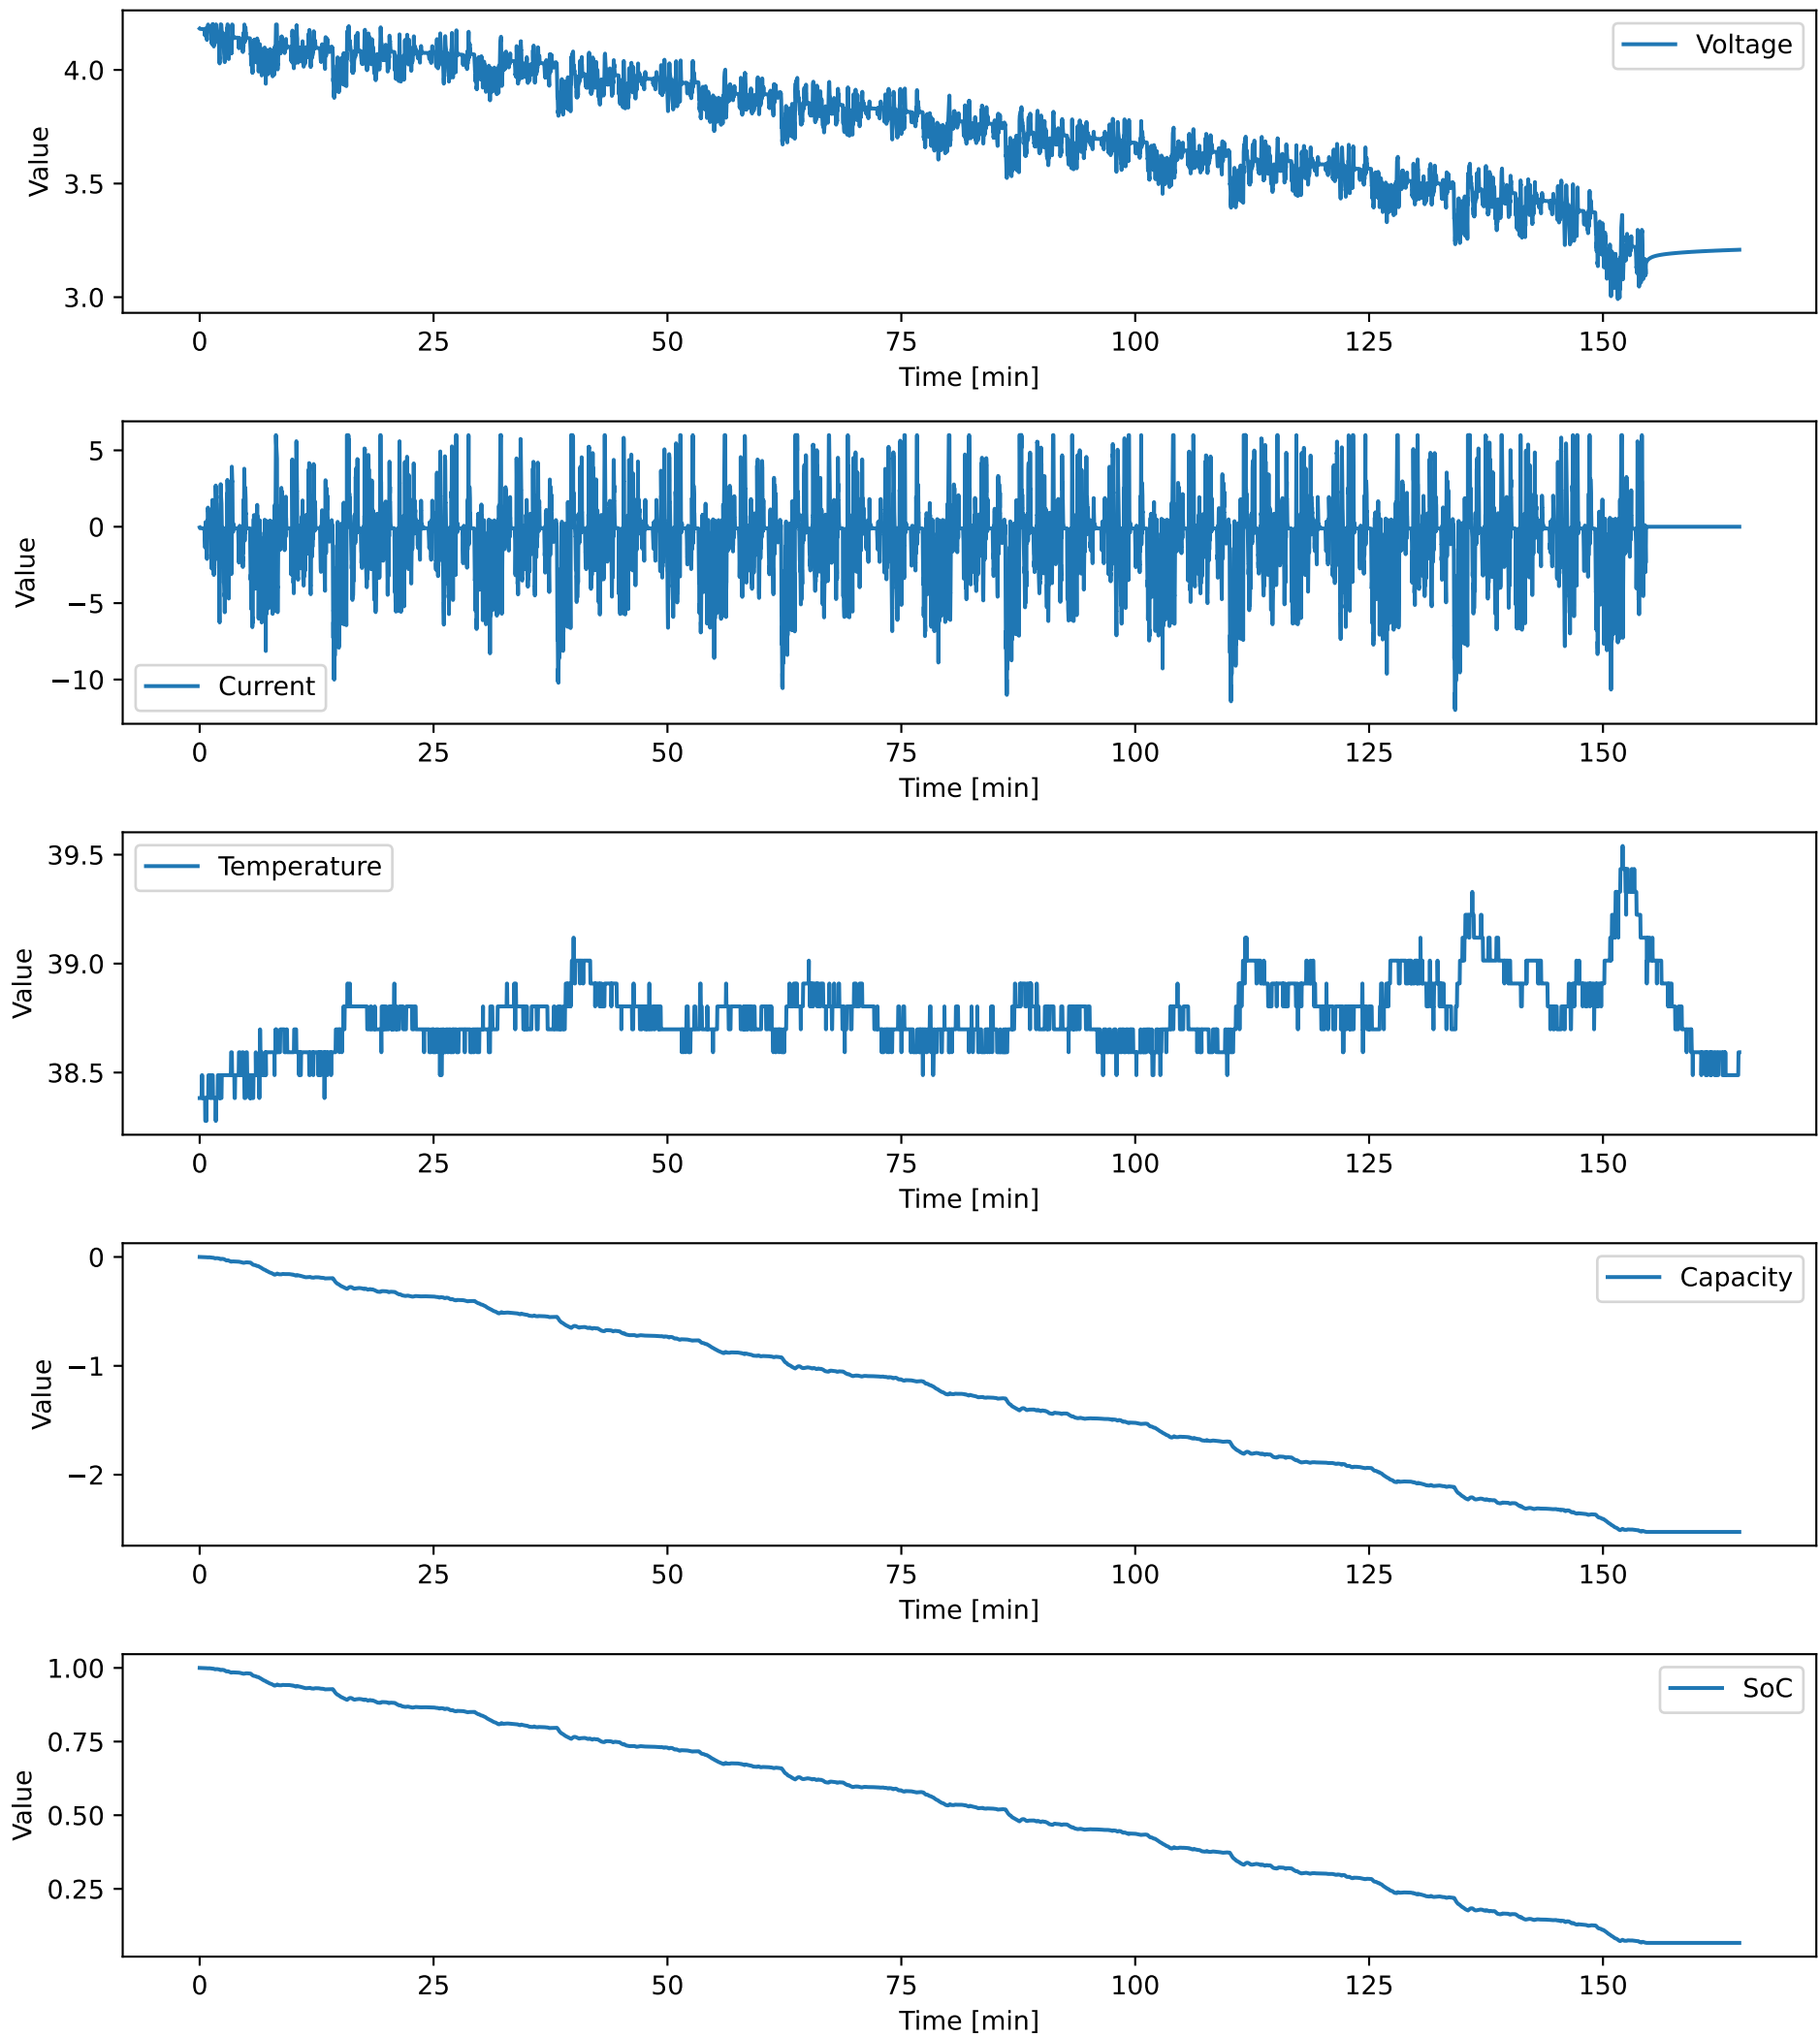 Voltage
Value
4.0
3.5
3.0
0 25 50 75 100 125 150
Time [min]
Current
Value
5
0
−5
−10
0 25 50 75 100 125 150
Time [min]
Temperature
Value
39.5
39.0
38.5
0 25 50 75 100 125 150
Time [min]
Capacity
Value
0
−1
−2
0 25 50 75 100 125 150
Time [min]
SoC
Value
1.00
0.75
0.50
0.25
0 25 50 75 100 125 150
Time [min]